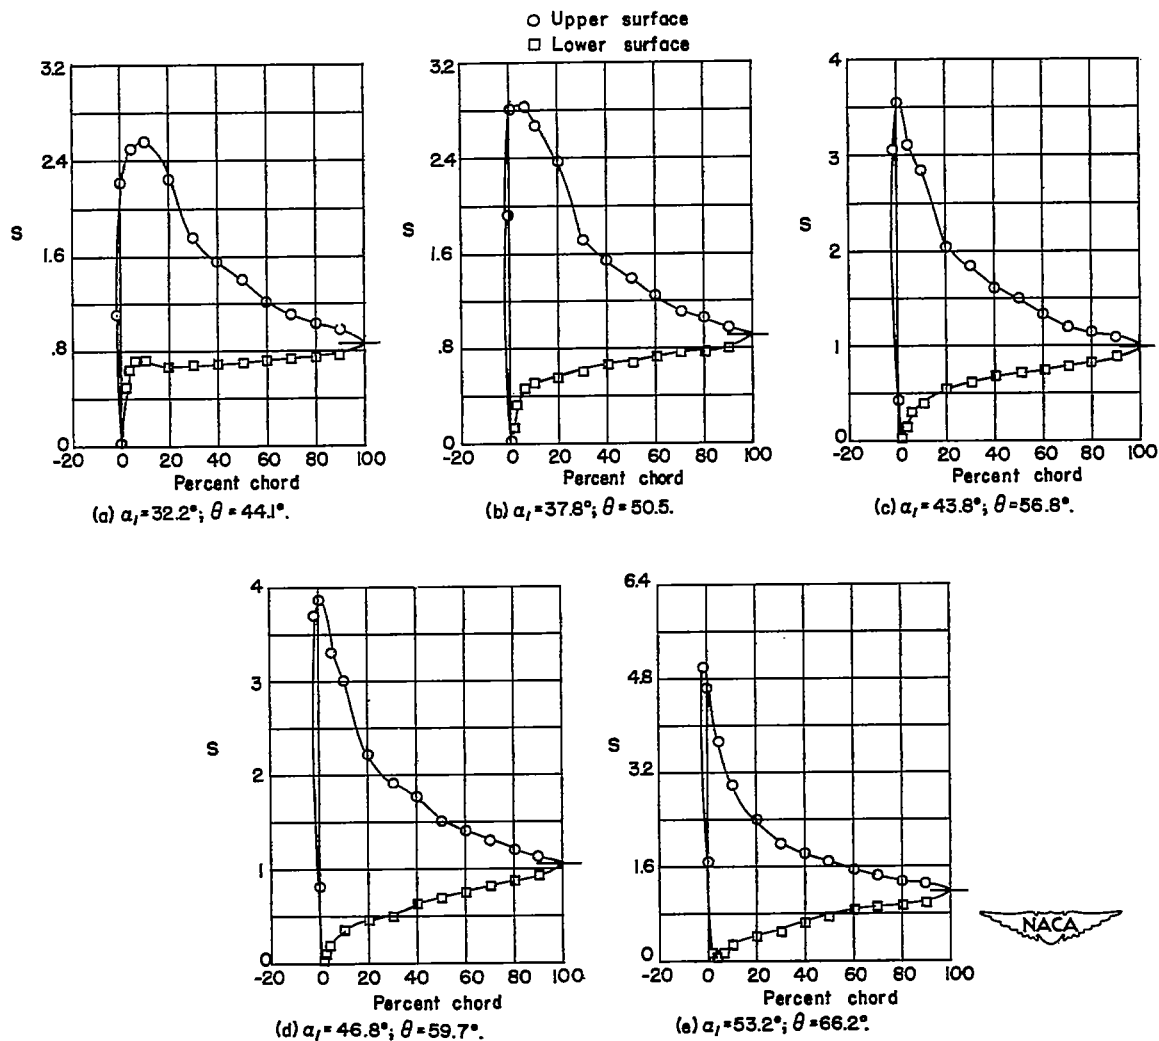 Upper surface
Lower surface
3.2
2.4
S
1.6
.8
0
-20 0 20 40 60 80 100
Percent chord
(a) α₁=32.2°; θ=44.1°.
3.2
2.4
S
1.6
.8
0
-20 0 20 40 60 80 100
Percent chord
(b) α₁=37.8°; θ=50.5.
4
3
S
2
1
0
-20 0 20 40 60 80 100
Percent chord
(c) α₁=43.8°; θ=56.8°.
4
3
S
2
1
0
-20 0 20 40 60 80 100
Percent chord
(d) α₁=46.8°; θ=59.7°.
6.4
4.8
S
3.2
1.6
0
-20 0 20 40 60 80 100
Percent chord
(e) α₁=53.2°; θ=66.2°.
NACA